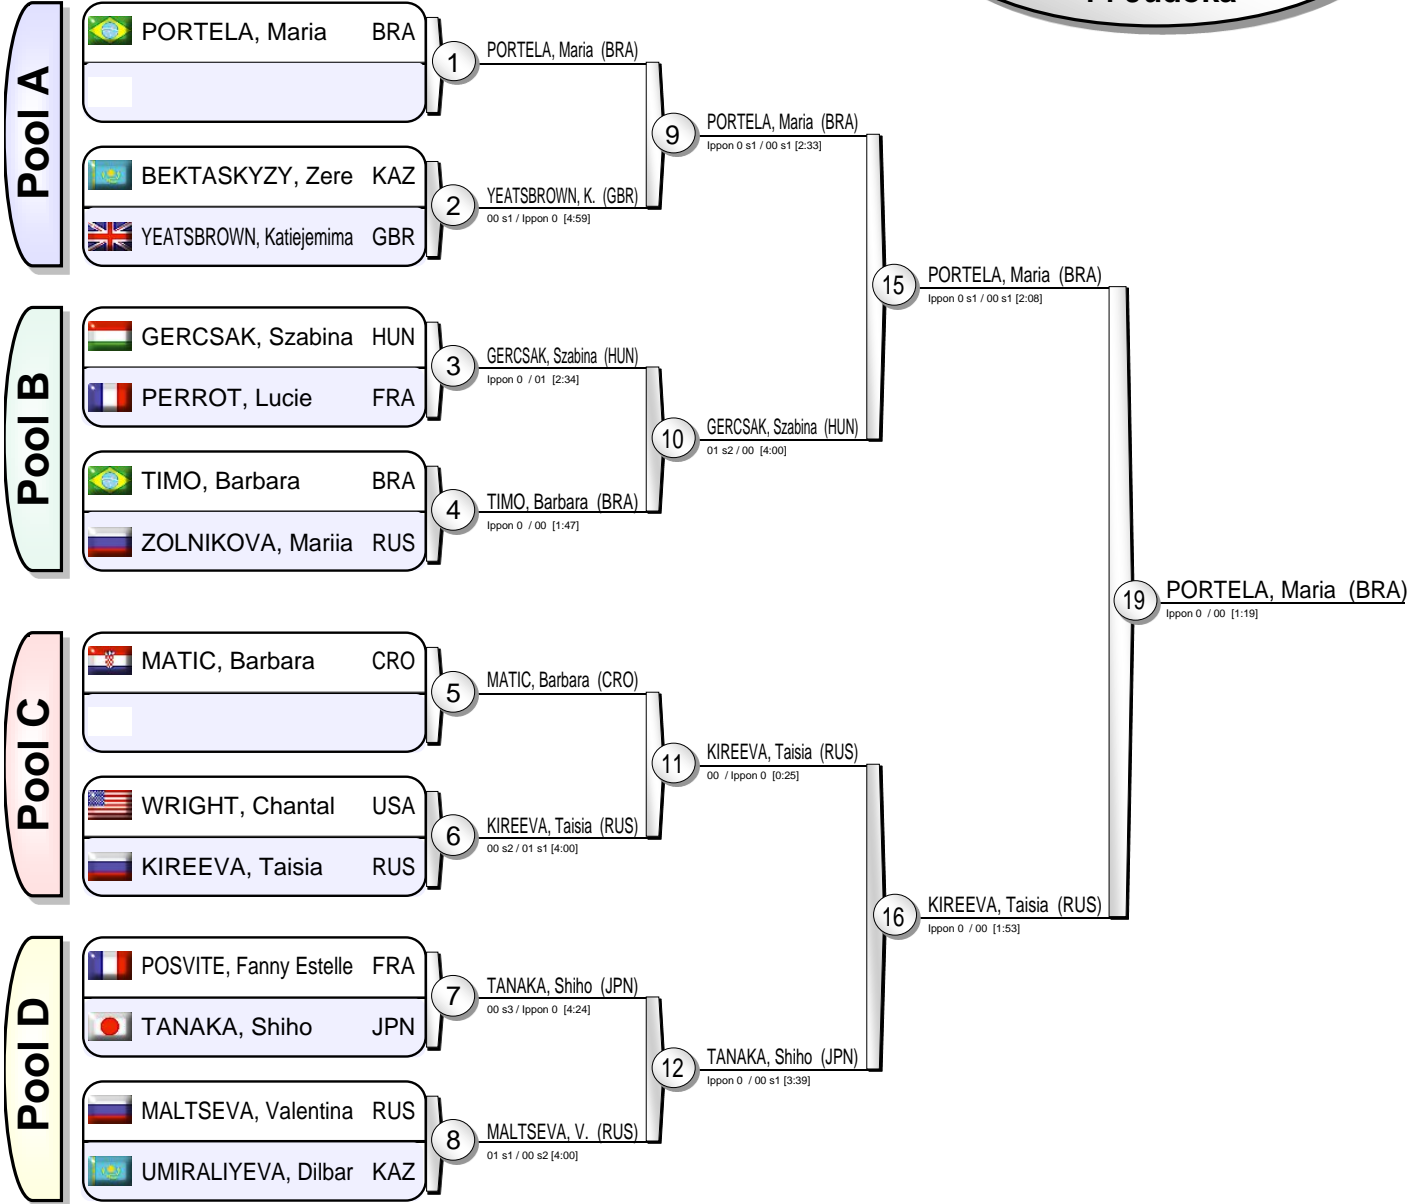 Pool A
PORTELA, Maria BRA
BEKTASKYZY, Zere KAZ
YEATSBROWN, Katiejemima GBR
1
PORTELA, Maria (BRA)
2
YEATSBROWN, K. (GBR)
00 s1 / Ippon 0 [4:59]
9
PORTELA, Maria (BRA)
Ippon 0 s1 / 00 s1 [2:33]
Pool B
GERCSAK, Szabina HUN
PERROT, Lucie FRA
TIMO, Barbara BRA
ZOLNIKOVA, Mariia RUS
3
GERCSAK, Szabina (HUN)
Ippon 0 / 01 [2:34]
4
TIMO, Barbara (BRA)
Ippon 0 / 00 [1:47]
10
GERCSAK, Szabina (HUN)
01 s2 / 00 [4:00]
15
PORTELA, Maria (BRA)
Ippon 0 s1 / 00 s1 [2:08]
Pool C
MATIC, Barbara CRO
WRIGHT, Chantal USA
KIREEVA, Taisia RUS
5
MATIC, Barbara (CRO)
6
KIREEVA, Taisia (RUS)
00 s2 / 01 s1 [4:00]
11
KIREEVA, Taisia (RUS)
00 / Ippon 0 [0:25]
Pool D
POSVITE, Fanny Estelle FRA
TANAKA, Shiho JPN
MALTSEVA, Valentina RUS
UMIRALIYEVA, Dilbar KAZ
7
TANAKA, Shiho (JPN)
00 s3 / Ippon 0 [4:24]
8
MALTSEVA, V. (RUS)
01 s1 / 00 s2 [4:00]
12
TANAKA, Shiho (JPN)
Ippon 0 / 00 s1 [3:39]
16
KIREEVA, Taisia (RUS)
Ippon 0 / 00 [1:53]
19
PORTELA, Maria (BRA)
Ippon 0 / 00 [1:19]